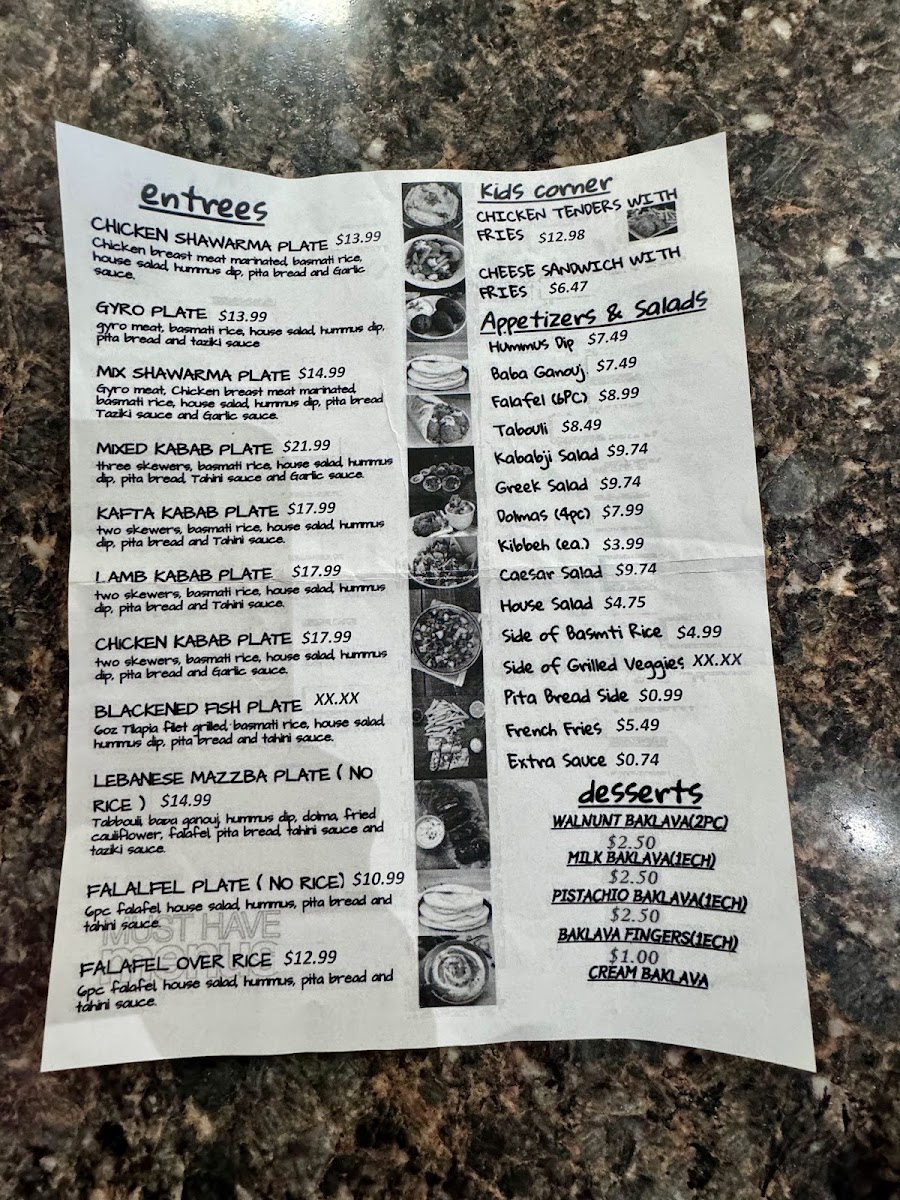 entrees
CHICKEN SHAWARMA PLATE $13.99
Chicken breast meat marinated, basmati rice,
house salad, hummus dip, pita bread and Garlic
sauce.
GYRO PLATE $13.99
gyro meat, basmati rice, house salad, hummus dip,
pita bread and taziki sauce
MIX SHAWARMA PLATE $14.99
Gyro meat, Chicken breast meat marinated,
basmati rice, house salad, hummus dip, pita bread
Taziki sauce and Garlic sauce.
MIXED KABAB PLATE $21.99
three skewers, basmati rice, house salad, hummus
dip, pita bread, Tahini sauce and Garlic sauce.
KAFTA KABAB PLATE $17.99
two skewers, basmati rice, house salad, hummus
dip, pita bread and Tahini sauce.
LAMB KABAB PLATE $17.99
two skewers, basmati rice, house salad, hummus
dip, pita bread and Tahini sauce.
CHICKEN KABAB PLATE $17.99
two skewers, basmati rice, house salad, hummus
dip, pita bread and Garlic sauce.
BLACKENED FISH PLATE XX.XX
6oz Tilapia filet grilled, basmati rice, house salad,
hummus dip, pita bread and tahini sauce.
LEBANESE MAZZBA PLATE ( NO
RICE ) $14.99
Tabbouli, bava ganouj, hummus dip, dolma, fried
cauliflower, falafel, pita bread, tahini sauce and
taziki sauce.
FALALFEL PLATE ( NO RICE) $10.99
6pc falafel, house salad, hummus, pita bread and
tahini sauce.
MUST HAVE
menus
FALAFEL OVER RICE $12.99
6pc falafel, house salad, hummus, pita bread and
tahini sauce.
Kids corner
CHICKEN TENDERS WITH
FRIES $12.98
CHEESE SANDWICH WITH
FRIES $6.47
Appetizers & Salads
Hummus Dip $7.49
Baba Ganouj $7.49
Falafel (6PC) $8.99
Tabouli $8.49
Kababji Salad $9.74
Greek Salad $9.74
Dolmas (4pc) $7.99
Kibbeh (ea.) $3.99
Caesar Salad $9.74
House Salad $4.75
Side of Basmti Rice $4.99
Side of Grilled Veggies XX.XX
Pita Bread Side $0.99
French Fries $5.49
Extra Sauce $0.74
desserts
WALNUNT BAKLAVA(2PC)
$2.50
MILK BAKLAVA(1ECH)
$2.50
PISTACHIO BAKLAVA(1ECH)
$2.50
BAKLAVA FINGERS(1ECH)
$1.00
CREAM BAKLAVA